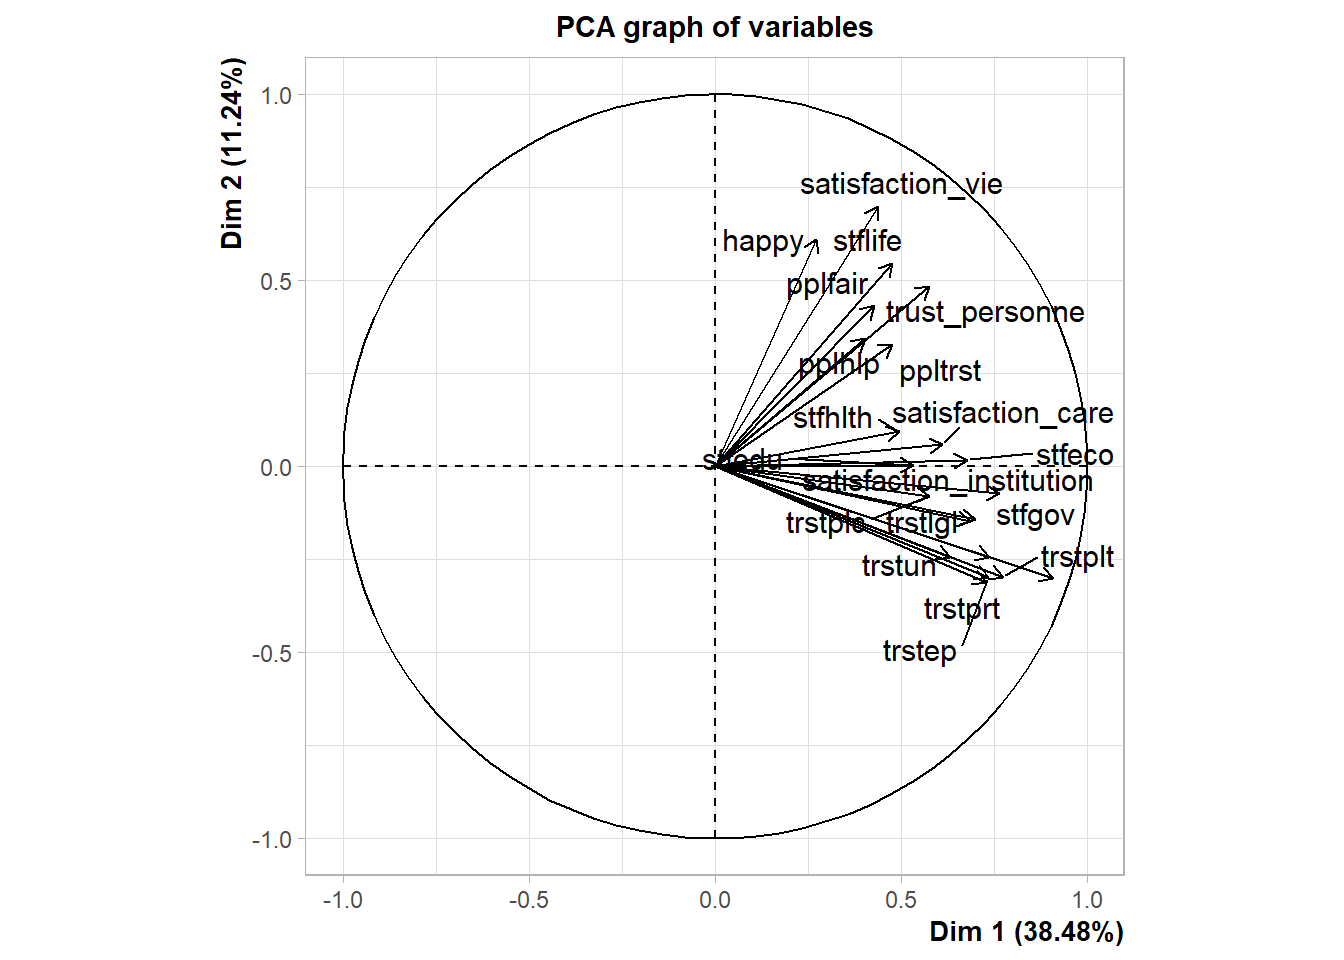 PCA graph of variables
Dim 2 (11.24%)
1.0
0.5
0.0
-0.5
-1.0
satisfaction_vie
happy
stflife
pplfair
trust_personne
pplhlp
ppltrst
satisfaction_care
stfhlth
stfeco
stfedu
satisfaction_institution
stfgov
trstplc
trstlgl
trstplt
trstun
trstprt
trstep
-1.0
-0.5
0.0
0.5
1.0
Dim 1 (38.48%)